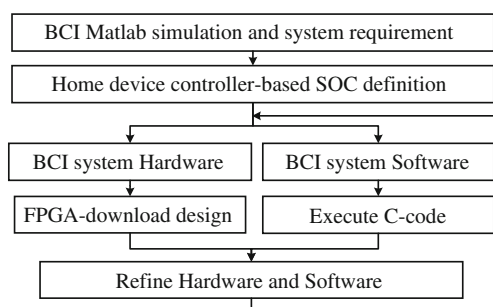 BCI Matlab simulation and system requirement
Home device controller-based SOC definition
BCI system Hardware
BCI system Software
FPGA-download design
Execute C-code
Refine Hardware and Software